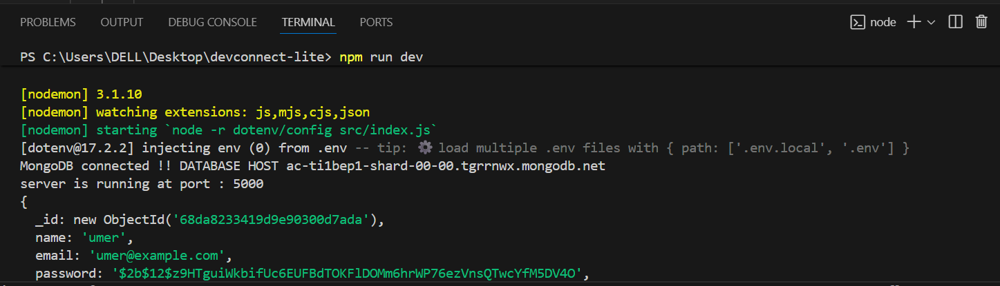 PROBLEMS OUTPUT DEBUG CONSOLE TERMINAL PORTS node
PS C:\Users\DELL\Desktop\devconnect-lite> npm run dev
[nodemon] 3.1.10
[nodemon] watching extensions: js,mjs,cjs,json
[nodemon] starting `node -r dotenv/config src/index.js`
[dotenv@17.2.2] injecting env (0) from .env -- tip: ⚙️ load multiple .env files with { path: ['.env.local', '.env'] }
MongoDB connected !! DATABASE HOST ac-ti1bep1-shard-00-00.tgrrnwx.mongodb.net
server is running at port : 5000
{
  _id: new ObjectId('68da8233419d9e90300d7ada'),
  name: 'umer',
  email: 'umer@example.com',
  password: '$2b$12$z9HTguiWkbifUc6EUFBdTOKFlDOMm6hrWP76ezVnsQTwcYfM5DV4O',